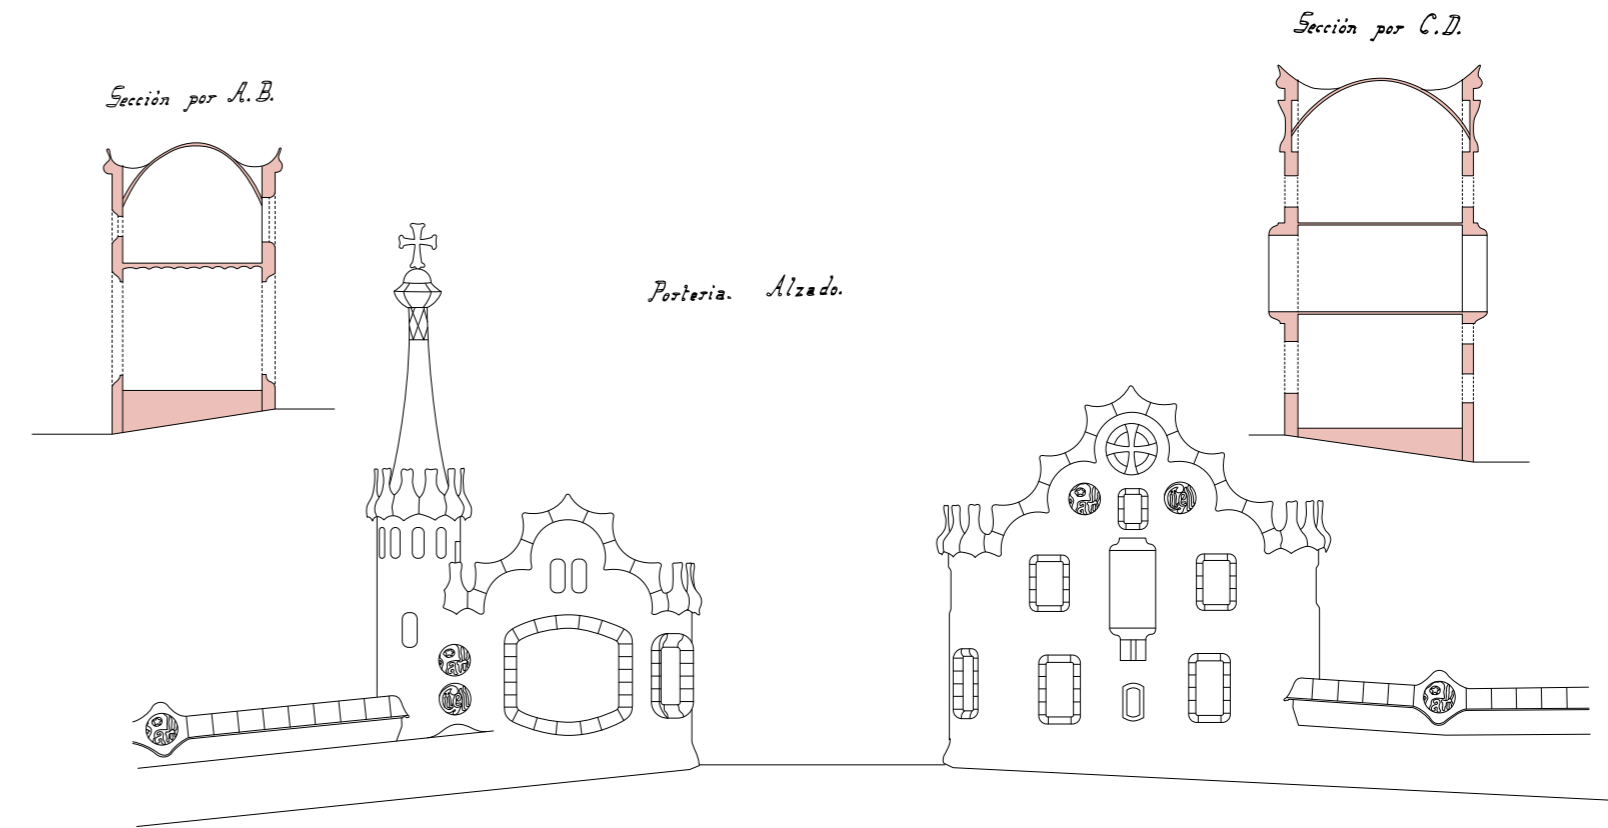 Sección por C.D.
Sección por A.B.
Porteria. Alzado.